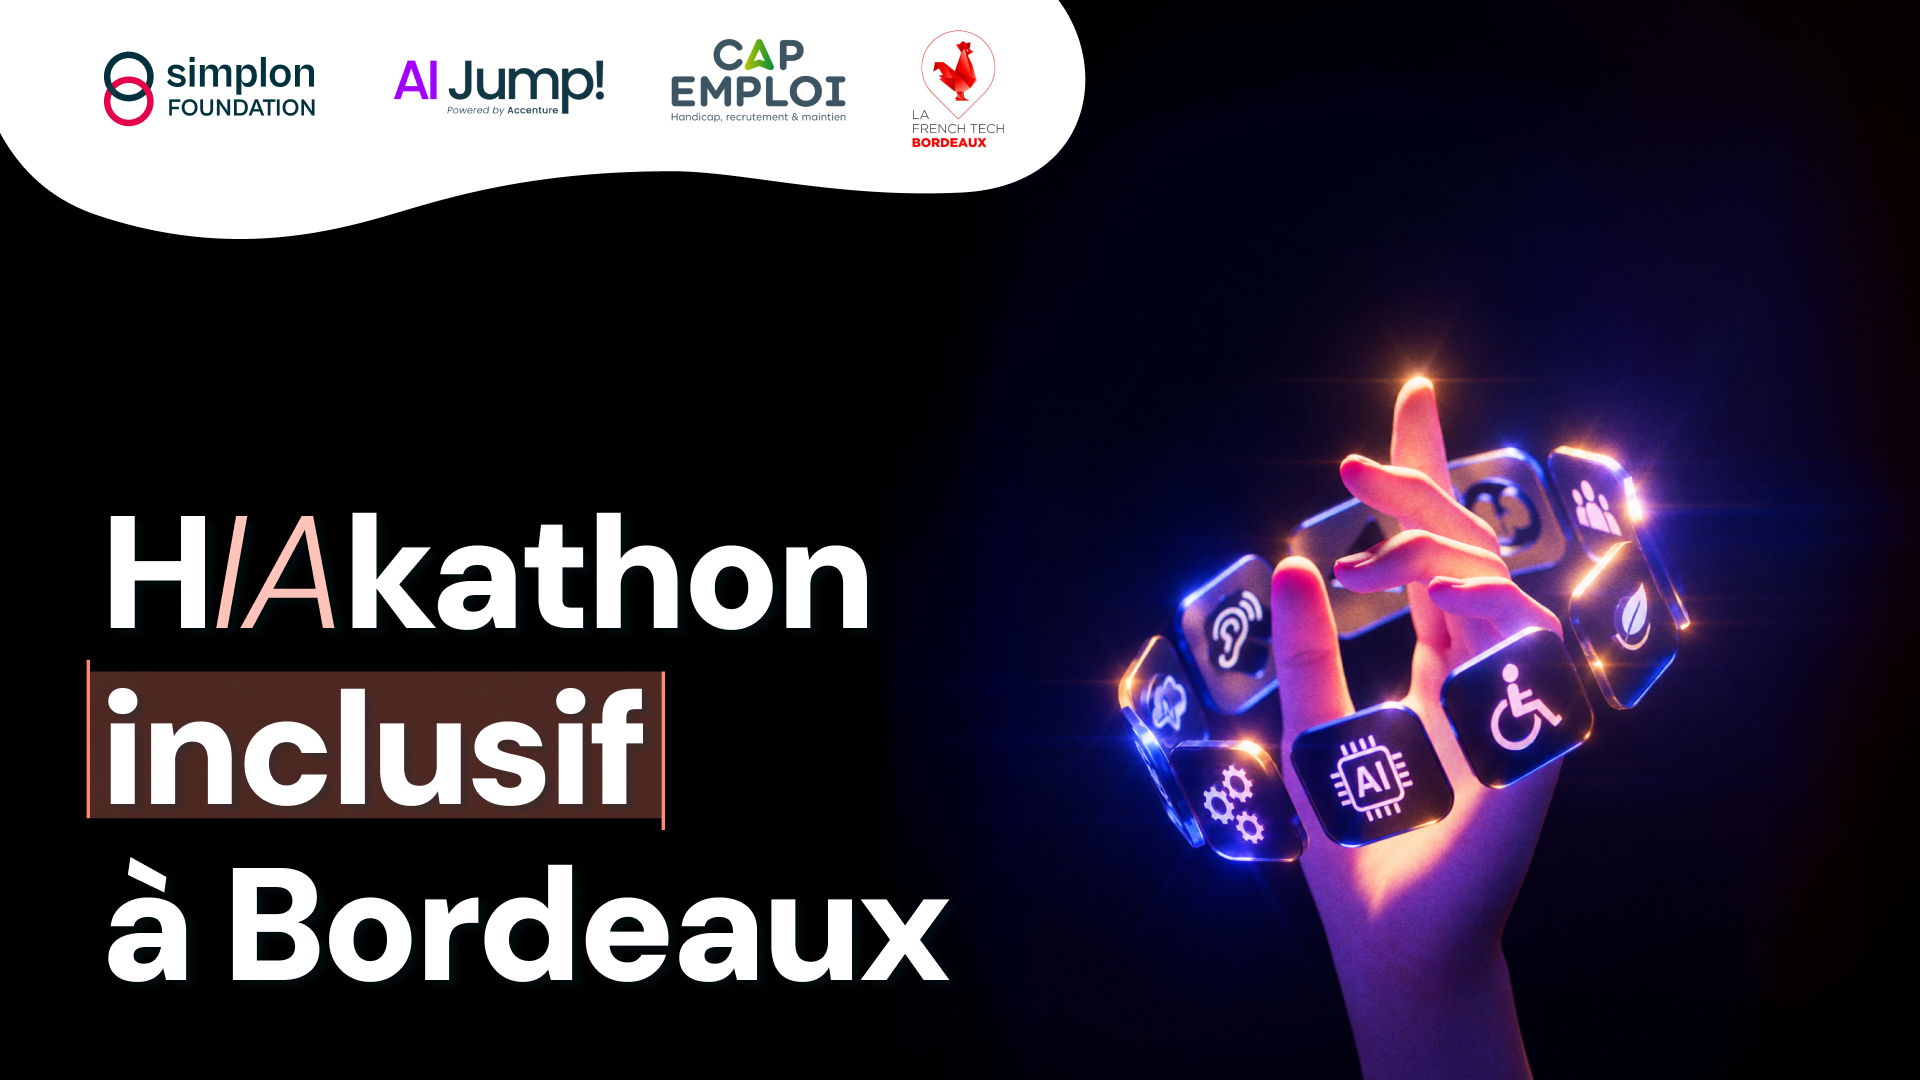 simplon
FOUNDATION
AI Jump!
Powered by Accenture
CAP
EMPLOI
Handicap, recrutement & maintien
LA
FRENCH TECH
BORDEAUX
HIAkathon
inclusif
à Bordeaux
AI